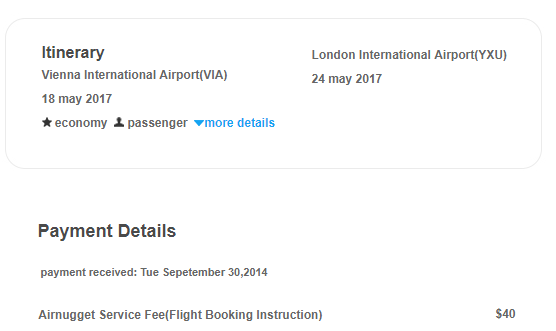 Itinerary
Vienna International Airport(VIA)
18 may 2017
economy passenger more details
London International Airport(YXU)
24 may 2017
Payment Details
payment received: Tue Sepetember 30,2014
Airnugget Service Fee(Flight Booking Instruction) $40